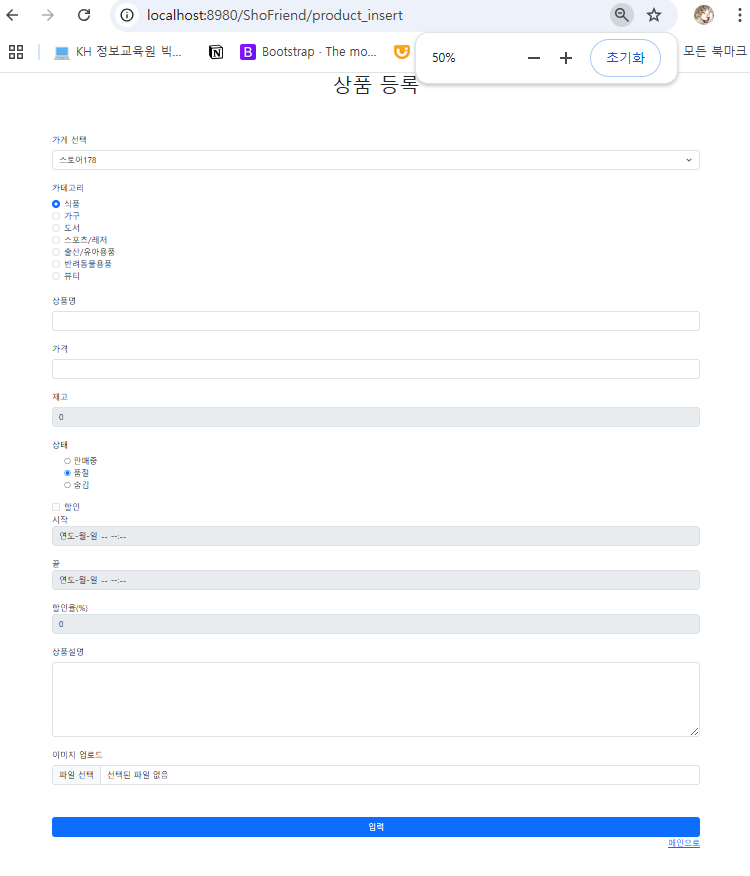 localhost:8980/ShoFriend/product_insert
KH 정보교육원 빅...
Bootstrap · The mo...
50%
초기화
모든 북마크
상품 등록
가게 선택
스토어178
카테고리
식품
가구
도서
스포츠/레저
출산/유아용품
반려동물용품
뷰티
상품명
가격
재고
0
상태
판매중
품절
숨김
할인
시작
연도-월-일 -- --:--
끝
연도-월-일 -- --:--
할인율(%)
0
상품설명
이미지 업로드
파일 선택 선택된 파일 없음
입력
메인으로